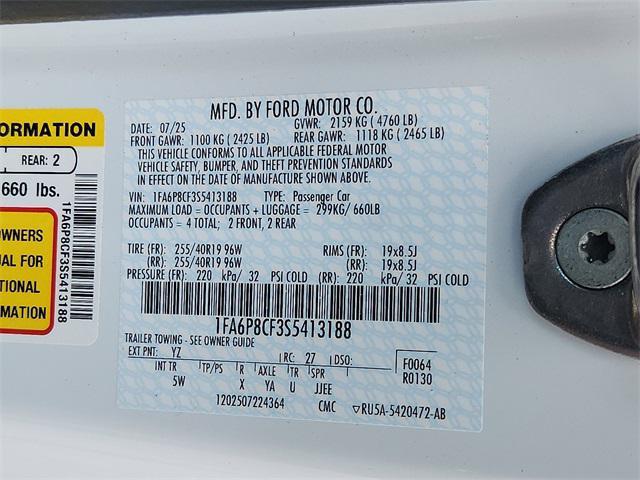 ORMATION
REAR: 2
660 lbs.
WNERS
UAL FOR
TIONAL
MATION
1FA6P8CF3S5413188
MFD. BY FORD MOTOR CO.
DATE: 07/25 GVWR: 2159 KG ( 4760 LB)
FRONT GAWR: 1100 KG ( 2425 LB) REAR GAWR: 1118 KG ( 2465 LB)
THIS VEHICLE CONFORMS TO ALL APPLICABLE FEDERAL MOTOR
VEHICLE SAFETY, BUMPER, AND THEFT PREVENTION STANDARDS
IN EFFECT ON THE DATE OF MANUFACTURE SHOWN ABOVE.
VIN: 1FA6P8CF3S5413188 TYPE: Passenger Car
MAXIMUM LOAD = OCCUPANTS + LUGGAGE = 299KG/ 660LB
OCCUPANTS = 4 TOTAL; 2 FRONT, 2 REAR
TIRE (FR): 255/40R19 96W RIMS (FR): 19x8.5J
(RR): 255/40R19 96W (RR): 19x8.5J
PRESSURE (FR): 220 kPa/ 32 PSI COLD (RR): 220 kPa/ 32 PSI COLD
1FA6P8CF3S5413188
TRAILER TOWING - SEE OWNER GUIDE
EXT PNT: YZ RC: 27 DSO: F0064
INT TR TP/PS R AXLE TR SPR R0130
5W X YA U JJEE
1202507224364 CMC RU5A-5420472-AB